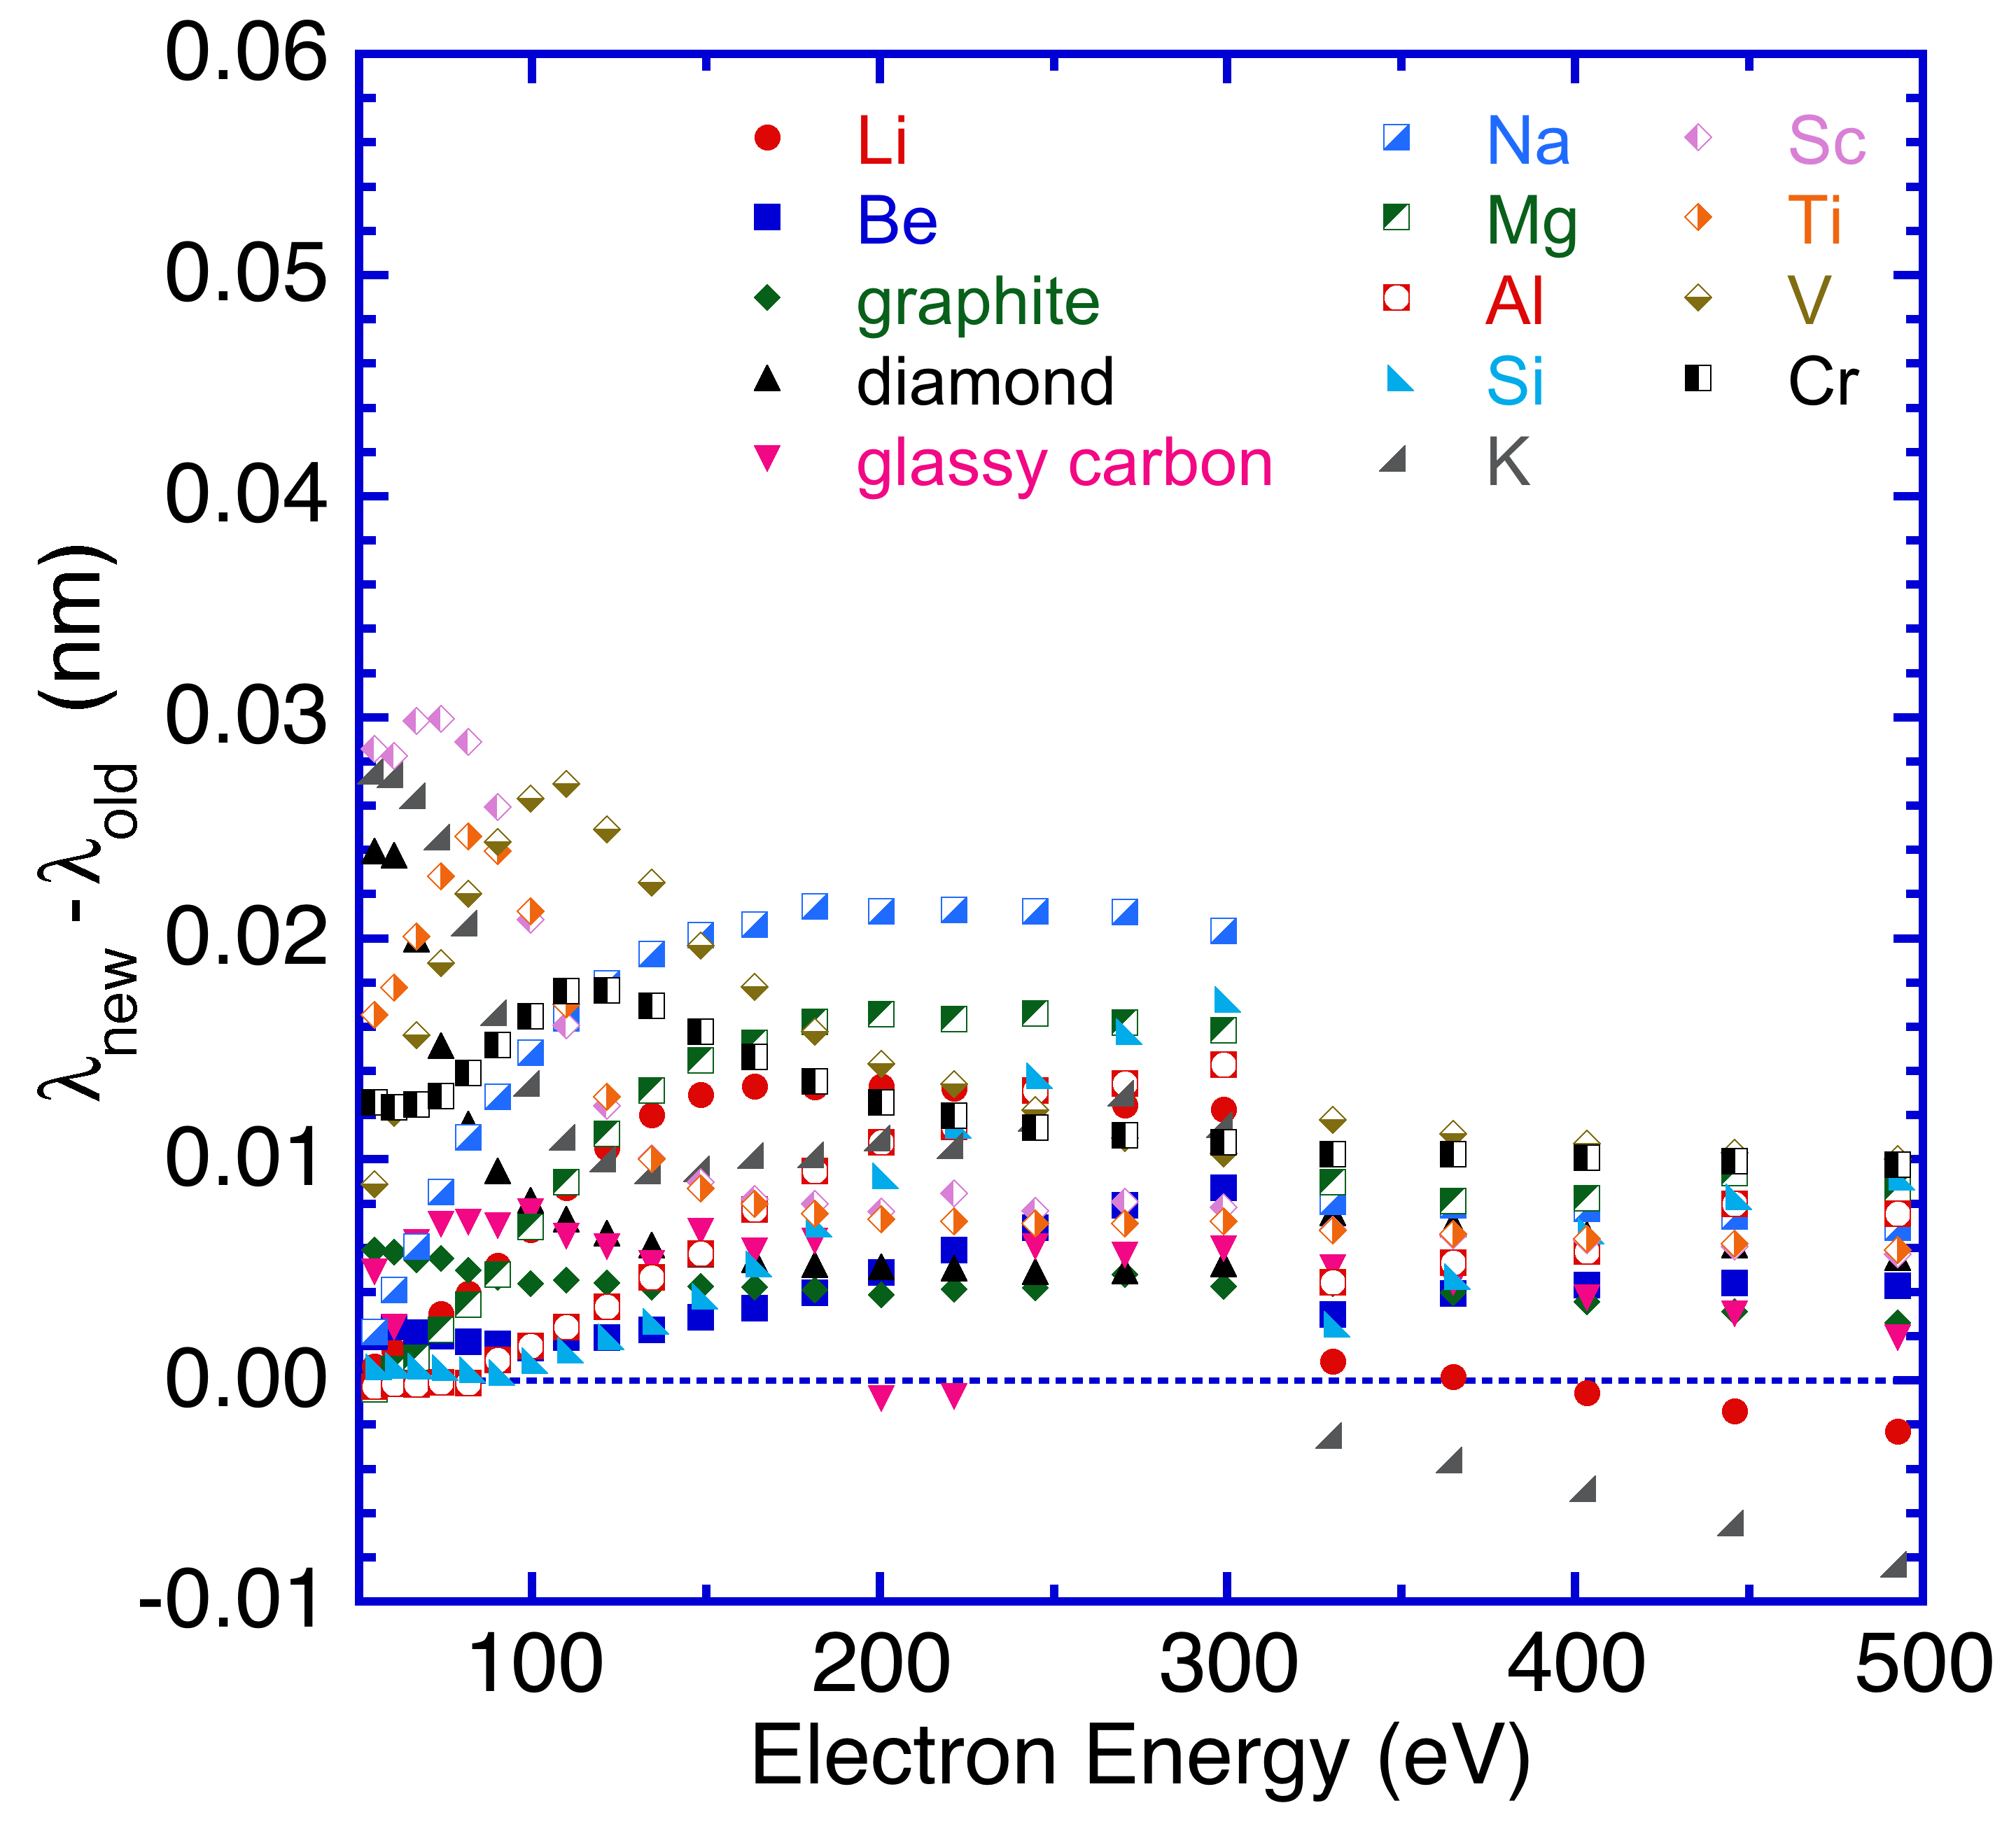 0.06
0.05
0.04
0.03
0.02
0.01
0.00
-0.01
λnew - λold (nm)
Li
Be
graphite
diamond
glassy carbon
Na
Mg
Al
Si
K
Sc
Ti
V
Cr
100 200 300 400 500
Electron Energy (eV)